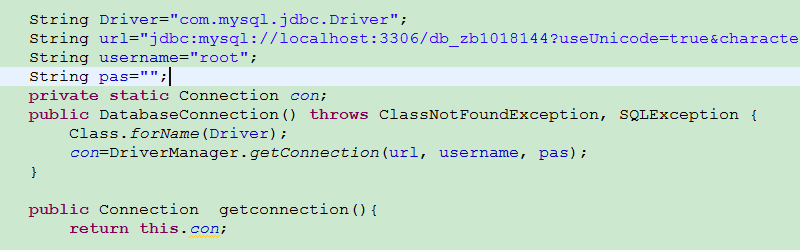 String Driver="com.mysql.jdbc.Driver";
String url="jdbc:mysql://localhost:3306/db_zb1018144?useUnicode=true&characte
String username="root";
String pas="";
private static Connection con;
public DatabaseConnection() throws ClassNotFoundException, SQLException {
    Class.forName(Driver);
    con=DriverManager.getConnection(url, username, pas);
}
public Connection  getconnection(){
    return this.con;